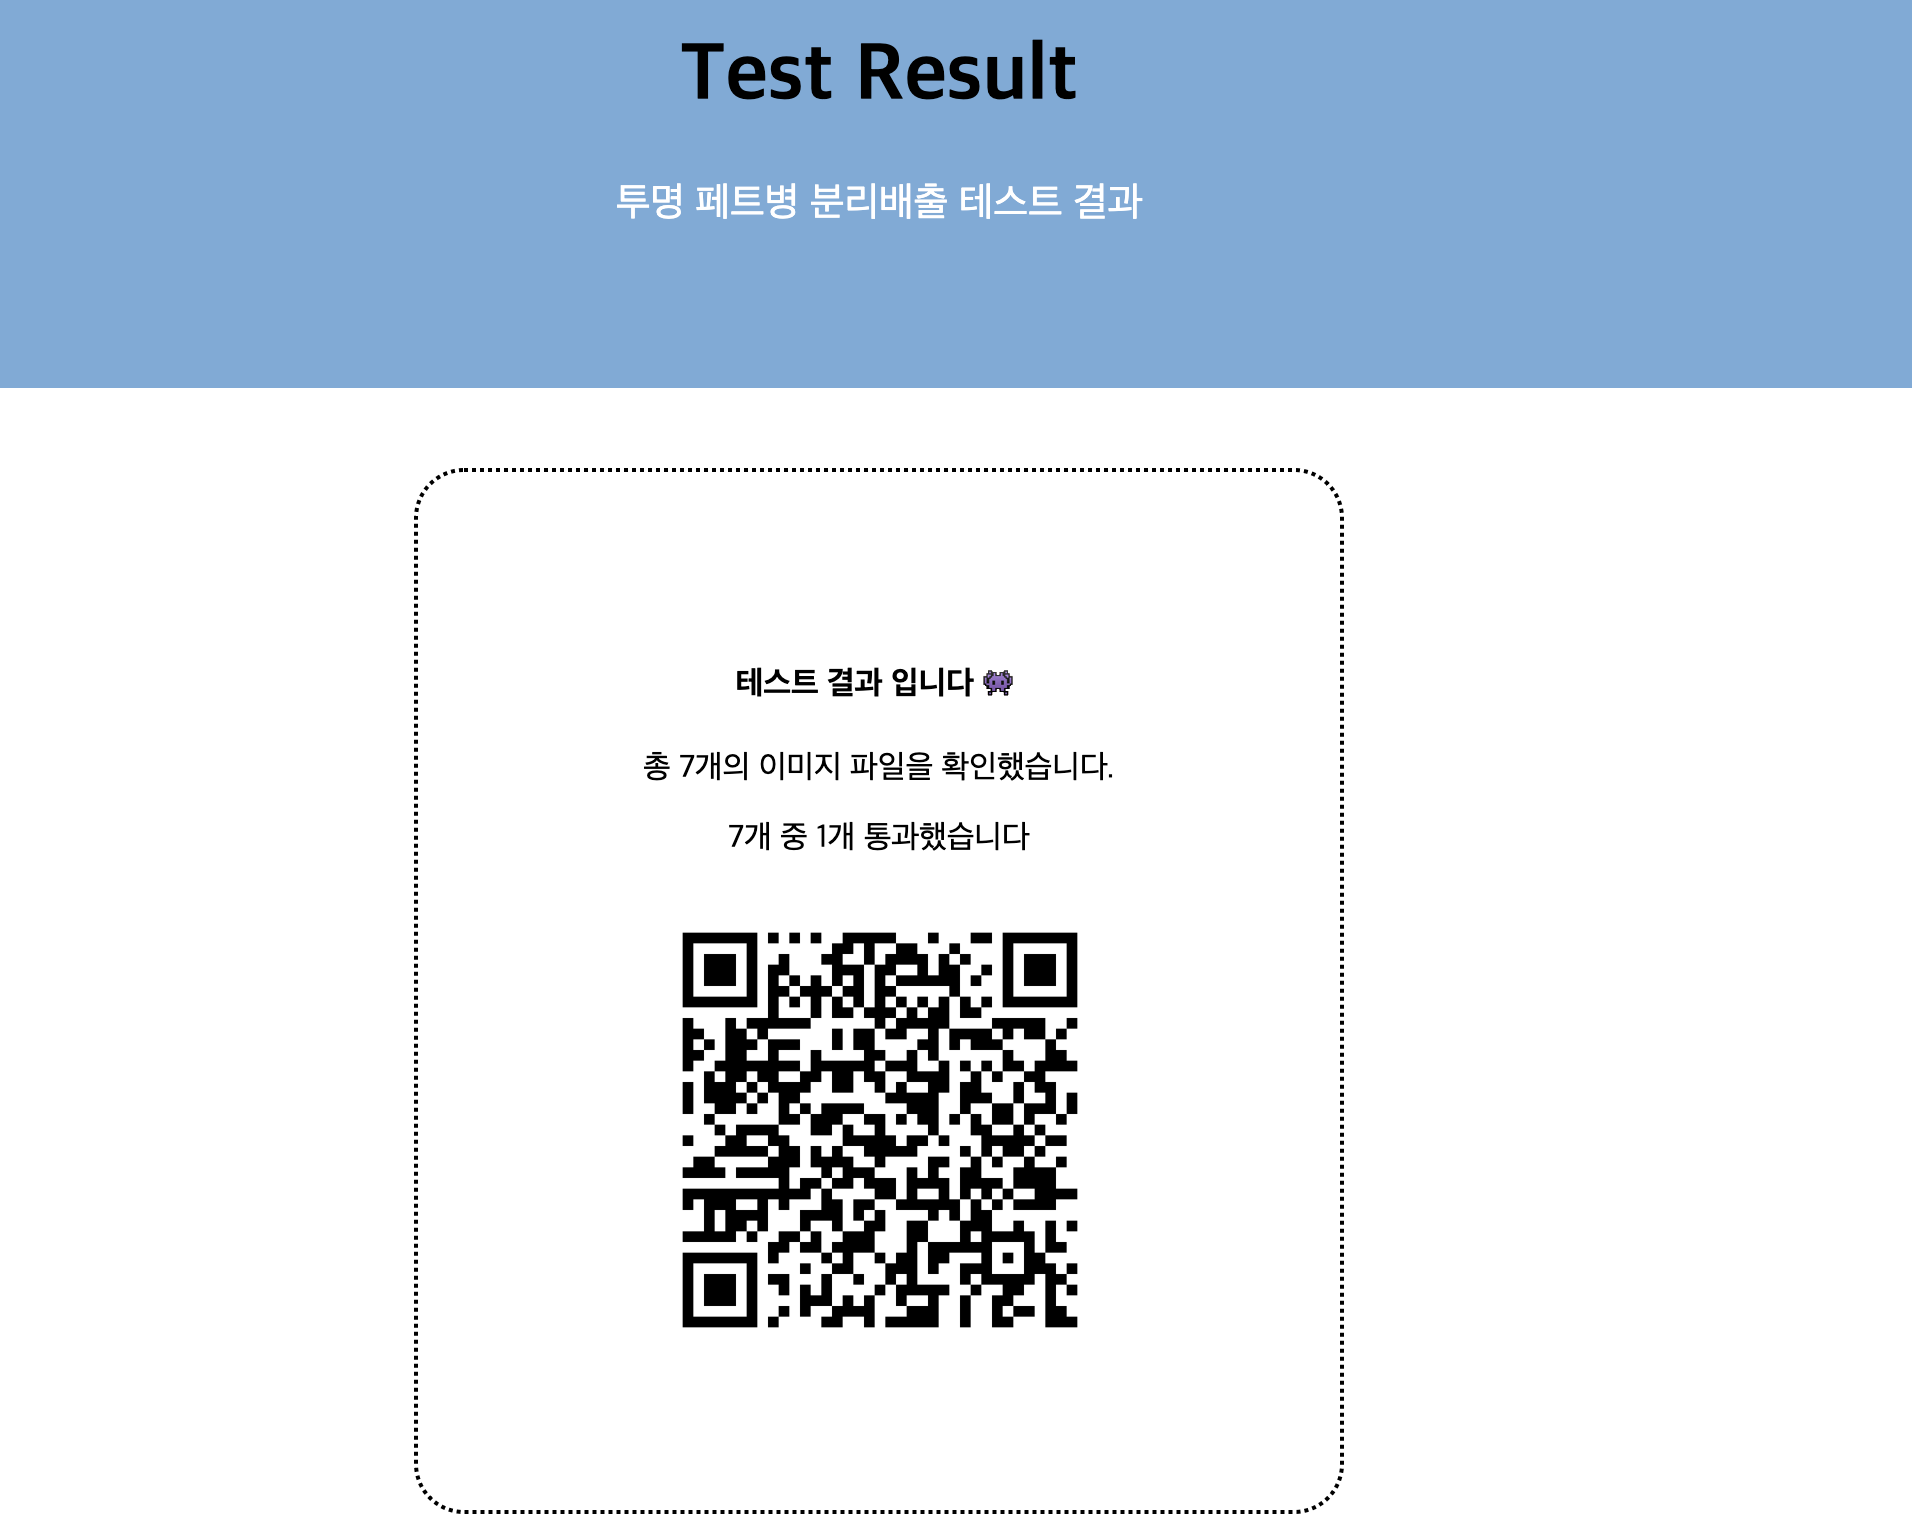 Test Result
투명 페트병 분리배출 테스트 결과
테스트 결과 입니다 👾
총 7개의 이미지 파일을 확인했습니다.
7개 중 1개 통과했습니다